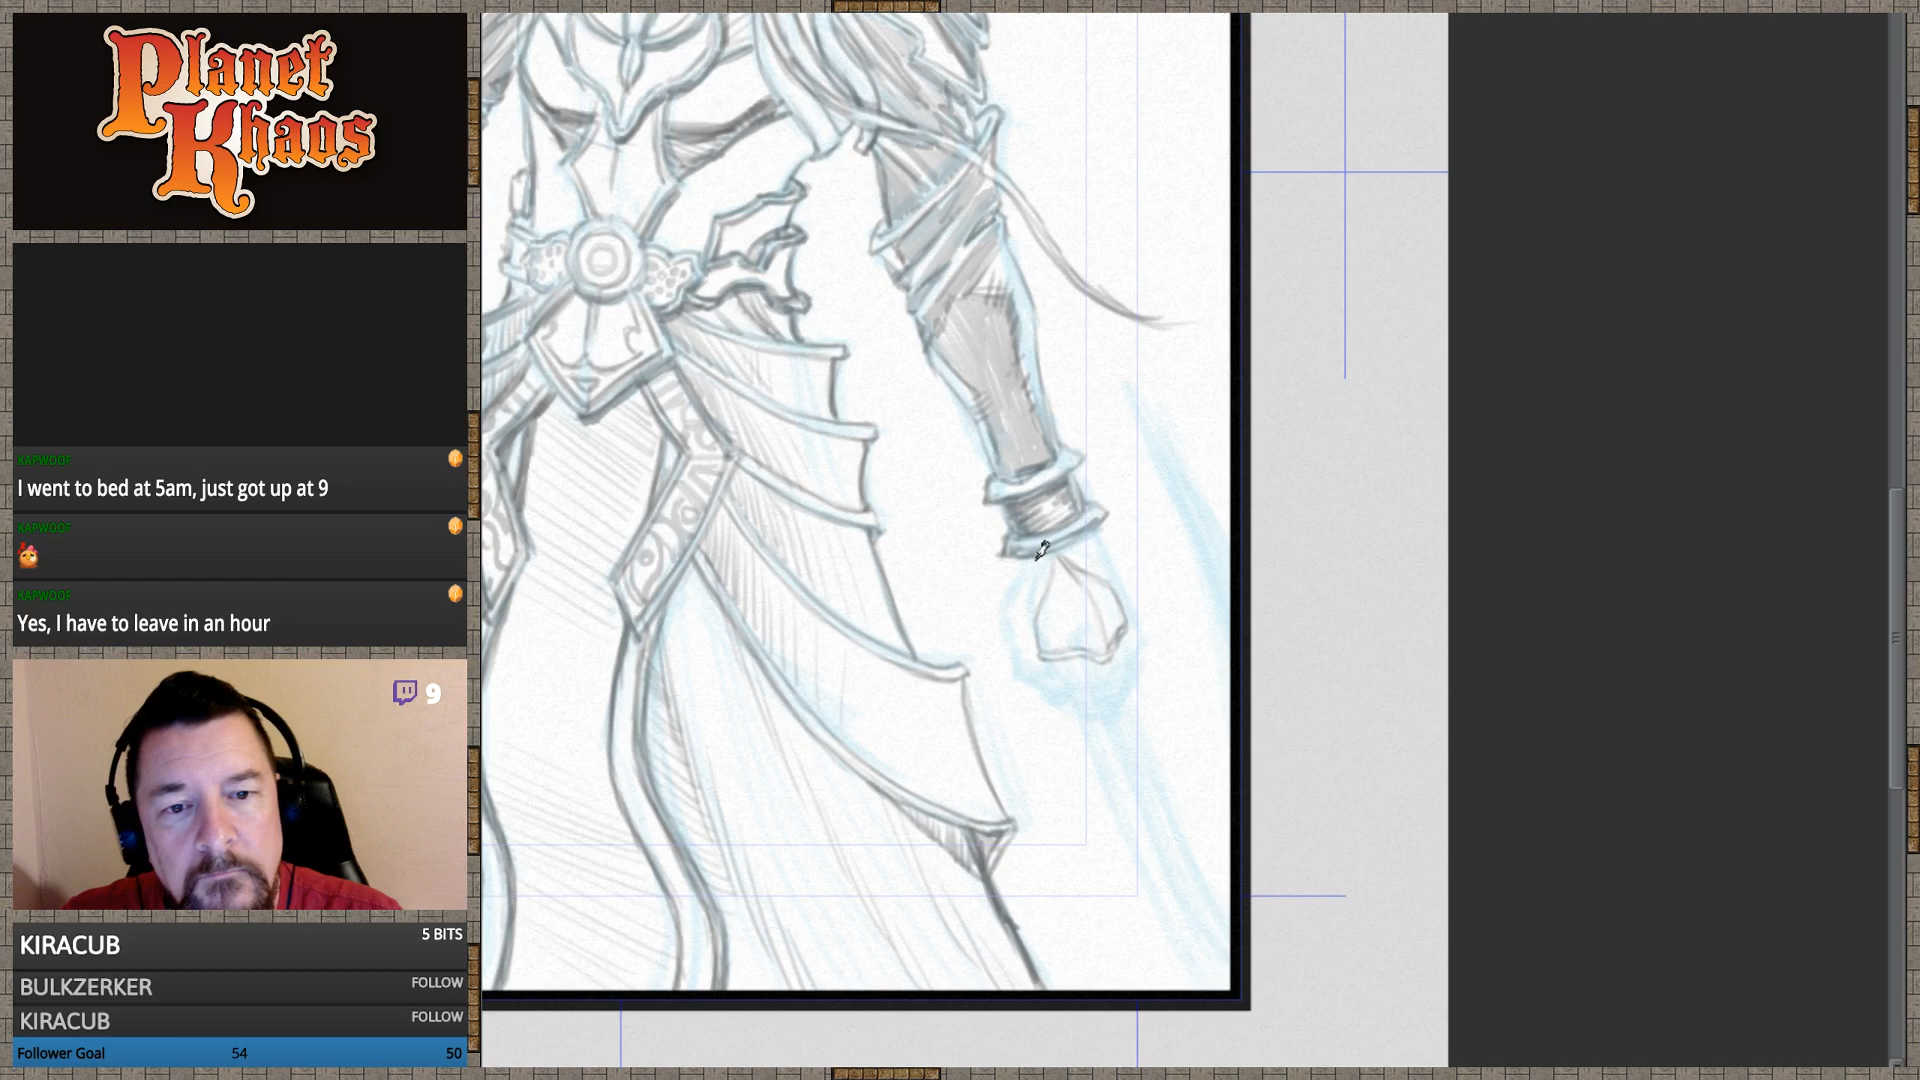 Planet
Khaos
KAPWOOF
I went to bed at 5am, just got up at 9
KAPWOOF
KAPWOOF
Yes, I have to leave in an hour
9
KIRACUB 5 BITS
BULKZERKER FOLLOW
KIRACUB FOLLOW
Follower Goal 54 50